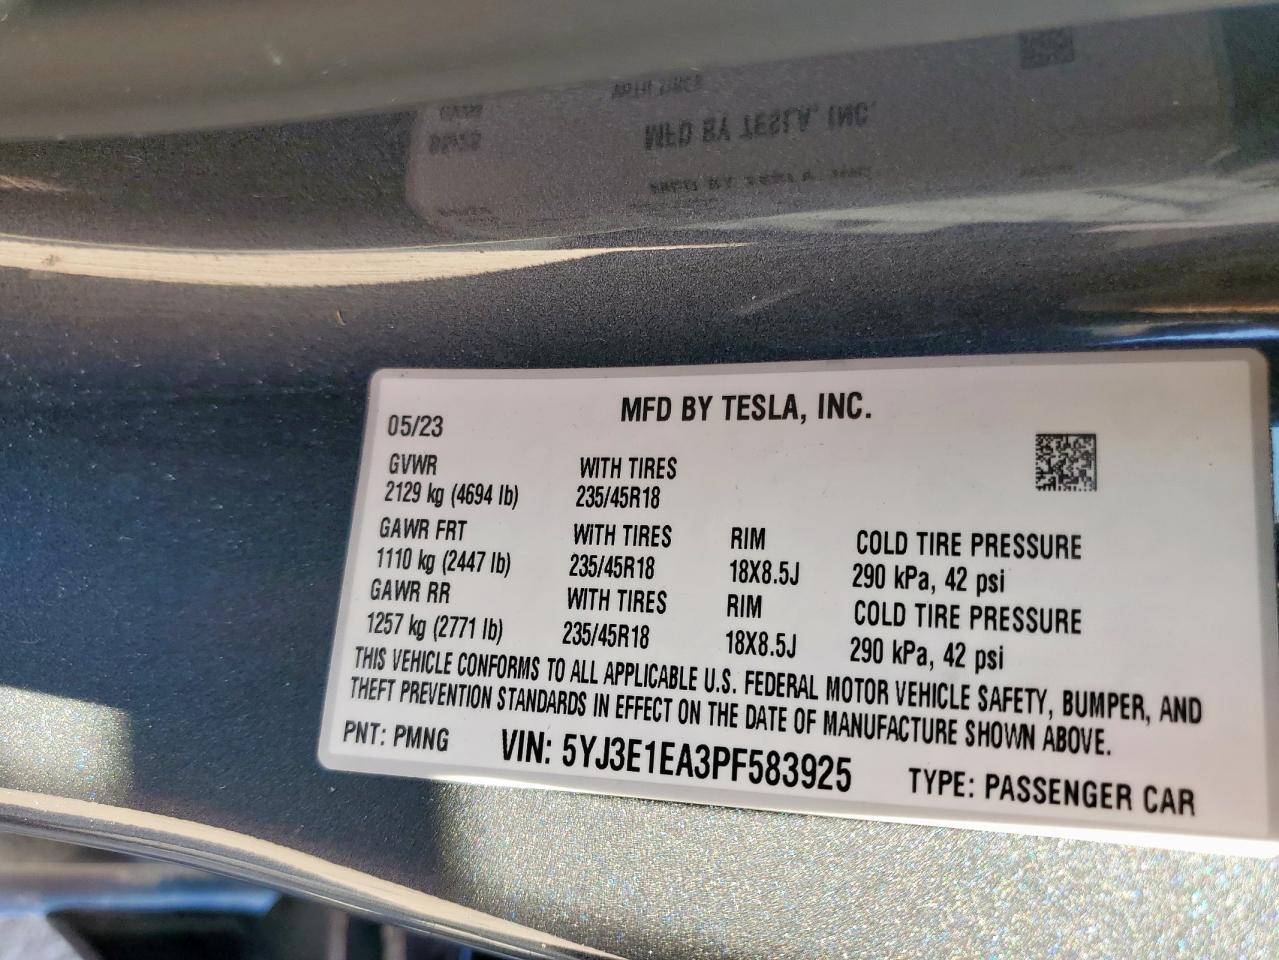 MFD BY TESLA, INC.
05/23
GVWR WITH TIRES
2129 kg (4694 lb) 235/45R18
GAWR FRT WITH TIRES RIM COLD TIRE PRESSURE
1110 kg (2447 lb) 235/45R18 18X8.5J 290 kPa, 42 psi
GAWR RR WITH TIRES RIM COLD TIRE PRESSURE
1257 kg (2771 lb) 235/45R18 18X8.5J 290 kPa, 42 psi
THIS VEHICLE CONFORMS TO ALL APPLICABLE U.S. FEDERAL MOTOR VEHICLE SAFETY, BUMPER, AND
THEFT PREVENTION STANDARDS IN EFFECT ON THE DATE OF MANUFACTURE SHOWN ABOVE.
PNT: PMNG VIN: 5YJ3E1EA3PF583925 TYPE: PASSENGER CAR